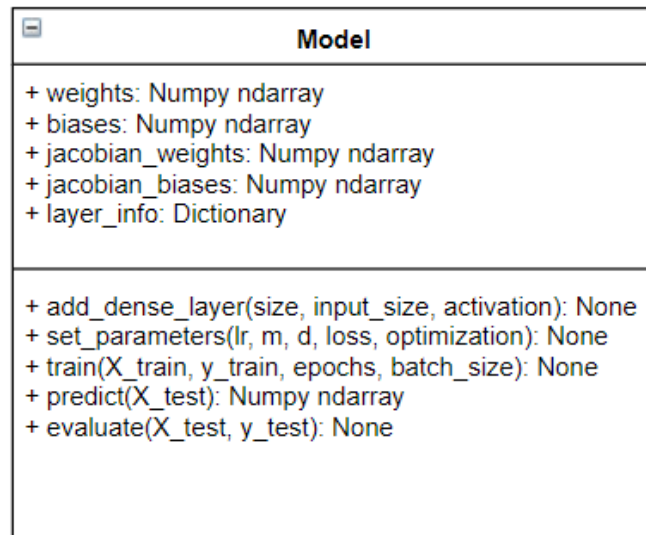 Model
+ weights: Numpy ndarray
+ biases: Numpy ndarray
+ jacobian_weights: Numpy ndarray
+ jacobian_biases: Numpy ndarray
+ layer_info: Dictionary
+ add_dense_layer(size, input_size, activation): None
+ set_parameters(lr, m, d, loss, optimization): None
+ train(X_train, y_train, epochs, batch_size): None
+ predict(X_test): Numpy ndarray
+ evaluate(X_test, y_test): None